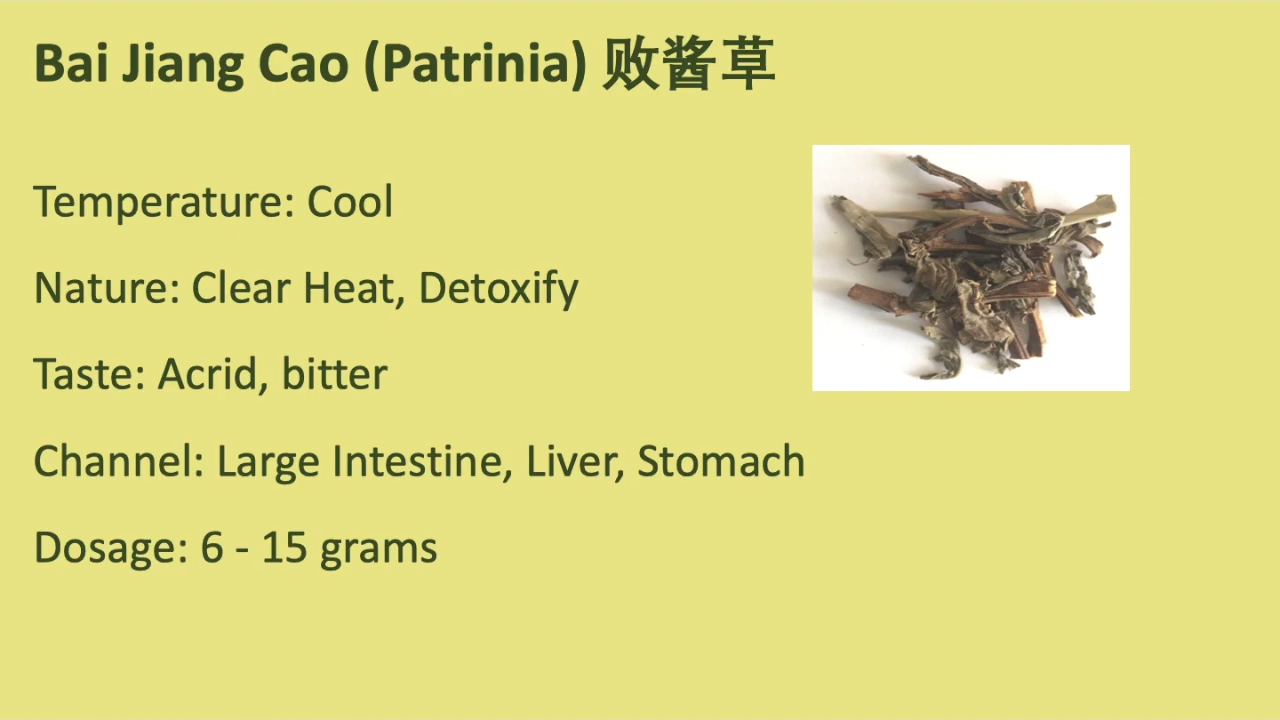 Bai Jiang Cao (Patrinia) 败酱草
Temperature: Cool
Nature: Clear Heat, Detoxify
Taste: Acrid, bitter
Channel: Large Intestine, Liver, Stomach
Dosage: 6 - 15 grams